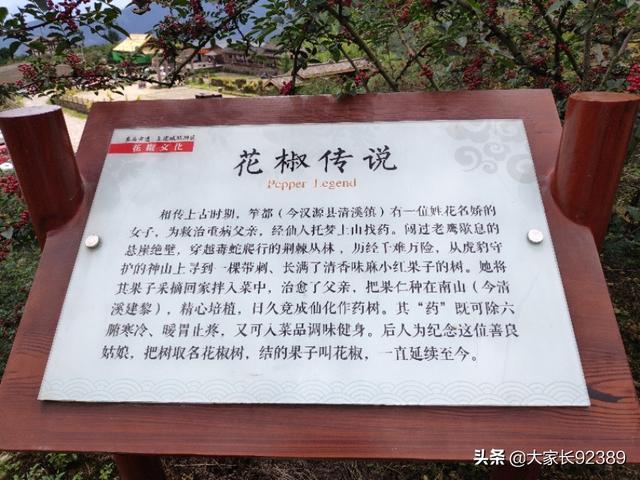 花椒文化
花椒传说
Pepper Legend
相传上古时期，笮都（今汉源县清溪镇）有一位姓花名娇的
女子，为救治重病父亲，经仙人托梦上山找药。闯过老鹰歇息的
悬崖绝壁，穿越毒蛇爬行的荆棘丛林，历经千难万险，从虎豹守
护的神山上寻到一棵带刺、长满了清香味麻小红果子的树。她将
其果子采摘回家拌入菜中，治愈了父亲，把果仁种在南山（今清
溪建黎），精心培植，日久竟成仙化作药树。其“药”既可除六
腑寒冷、暖胃止疼，又可入菜品调味健身。后人为纪念这位善良
姑娘，把树取名花椒树，结的果子叫花椒，一直延续至今。
头条 @大家长92389